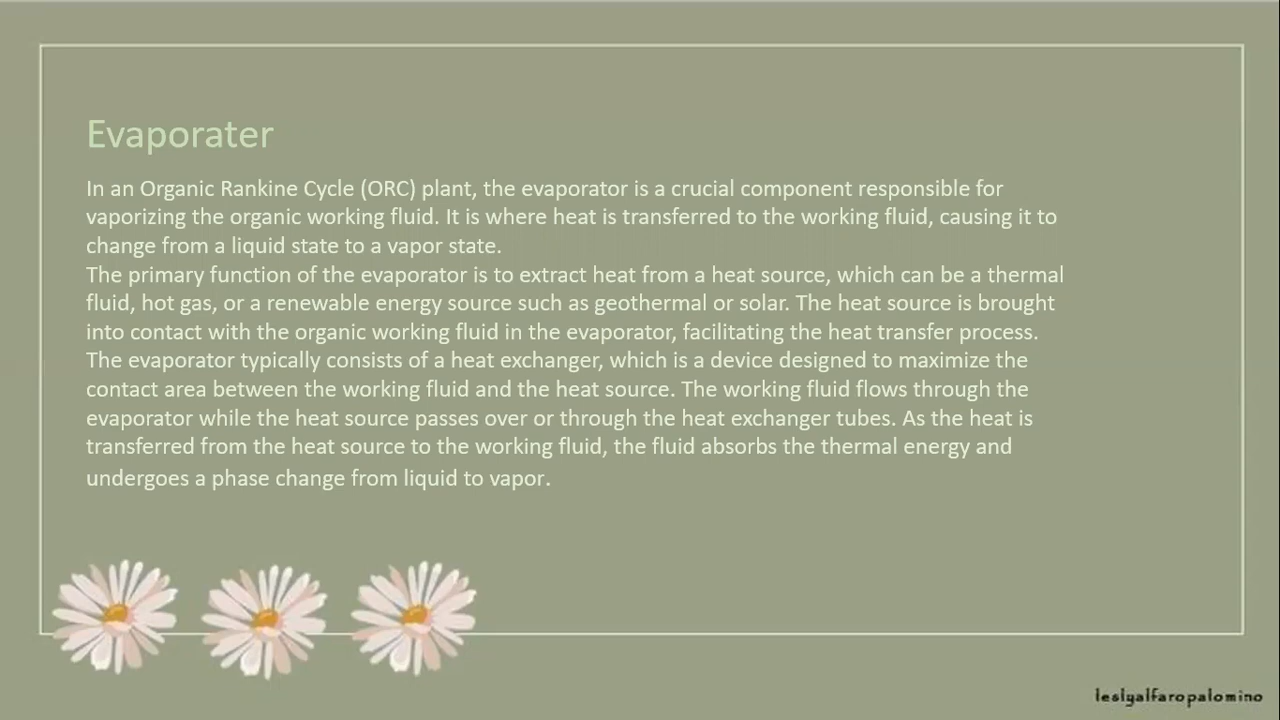 Evaporater
In an Organic Rankine Cycle (ORC) plant, the evaporator is a crucial component responsible for
vaporizing the organic working fluid. It is where heat is transferred to the working fluid, causing it to
change from a liquid state to a vapor state.
The primary function of the evaporator is to extract heat from a heat source, which can be a thermal
fluid, hot gas, or a renewable energy source such as geothermal or solar. The heat source is brought
into contact with the organic working fluid in the evaporator, facilitating the heat transfer process.
The evaporator typically consists of a heat exchanger, which is a device designed to maximize the
contact area between the working fluid and the heat source. The working fluid flows through the
evaporator while the heat source passes over or through the heat exchanger tubes. As the heat is
transferred from the heat source to the working fluid, the fluid absorbs the thermal energy and
undergoes a phase change from liquid to vapor.
leslyalfaropalomino